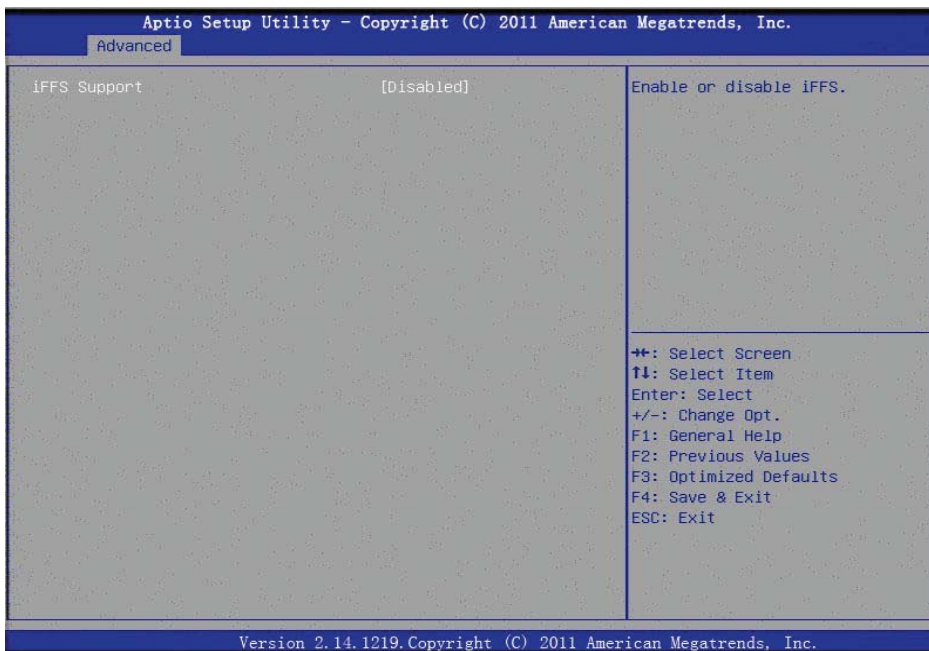 Aptio Setup Utility - Copyright (C) 2011 American Megatrends, Inc.
Advanced
iFFS Support [Disabled]
Enable or disable iFFS.
→←: Select Screen
↑↓: Select Item
Enter: Select
+/-: Change Opt.
F1: General Help
F2: Previous Values
F3: Optimized Defaults
F4: Save & Exit
ESC: Exit
Version 2.14.1219.Copyright (C) 2011 American Megatrends, Inc.